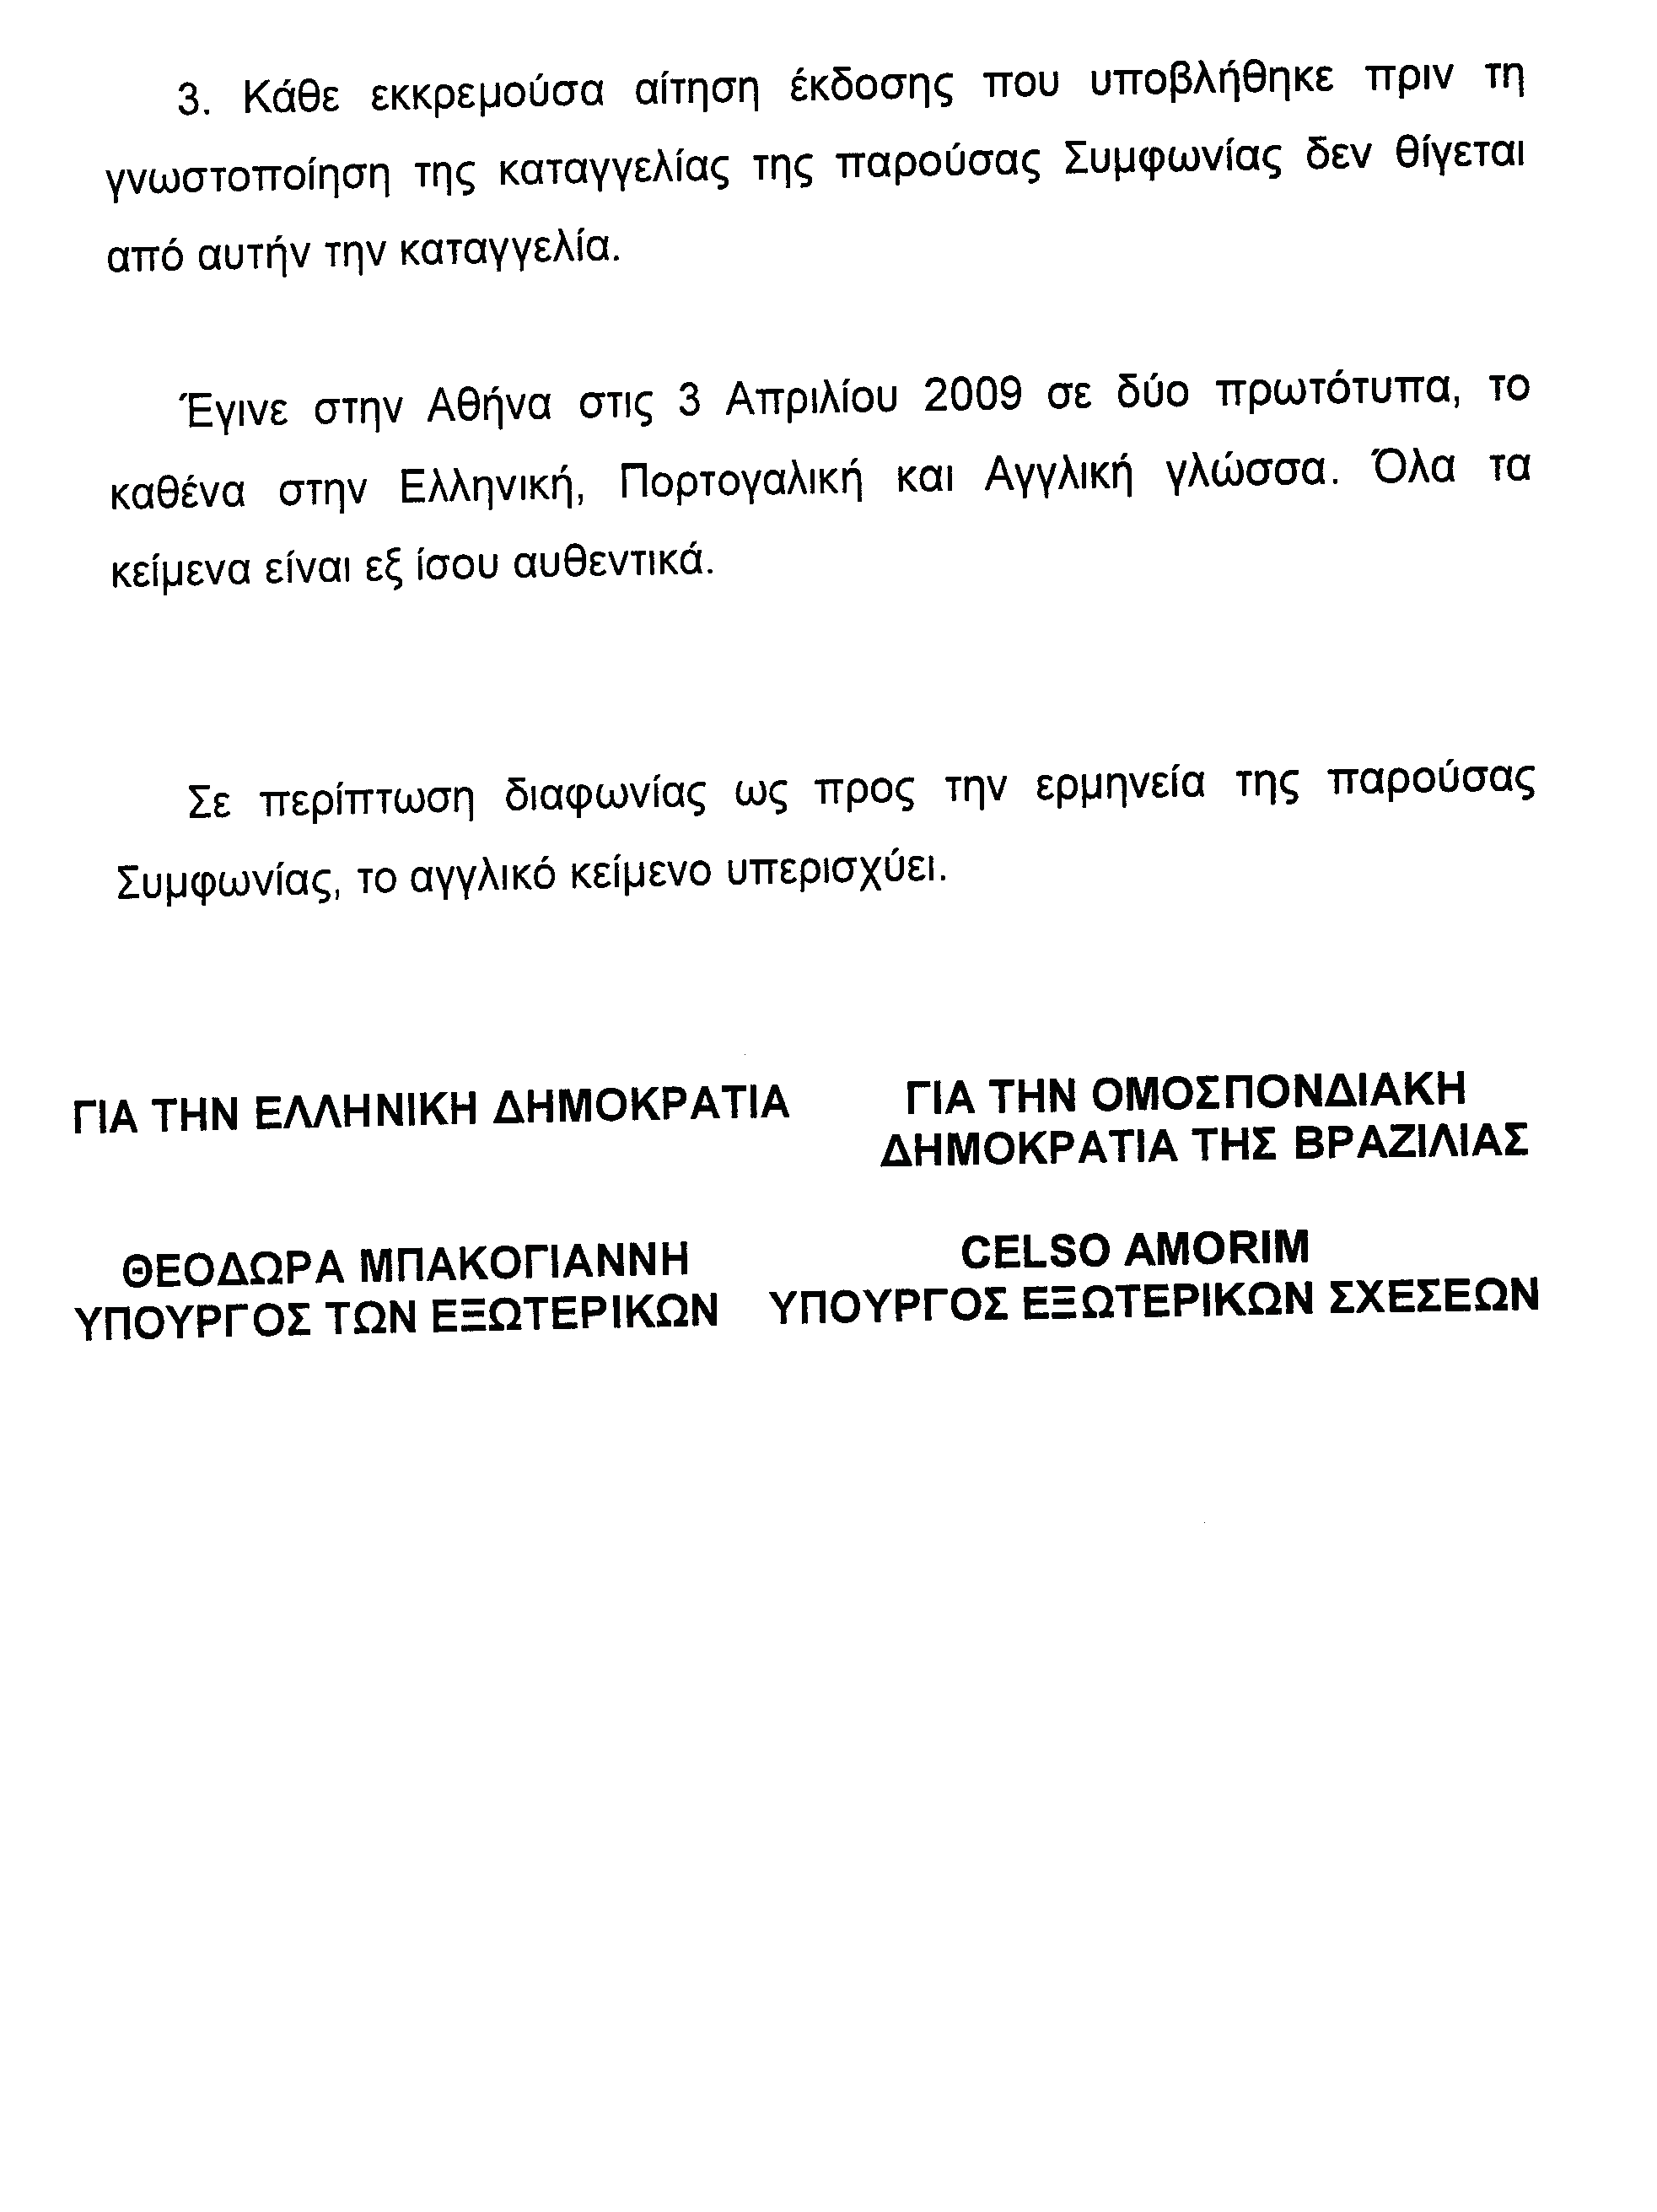 3. Κάθε εκκρεμούσα αίτηση έκδοσης που υποβλήθηκε πριν τη
γνωστοποίηση της καταγγελίας της παρούσας Συμφωνίας δεν θίγεται
από αυτήν την καταγγελία.
Έγινε στην Αθήνα στις 3 Απριλίου 2009 σε δύο πρωτότυπα, το
καθένα στην Ελληνική, Πορτογαλική και Αγγλική γλώσσα. Όλα τα
κείμενα είναι εξ ίσου αυθεντικά.
Σε περίπτωση διαφωνίας ως προς την ερμηνεία της παρούσας
Συμφωνίας, το αγγλικό κείμενο υπερισχύει.
ΓΙΑ ΤΗΝ ΕΛΛΗΝΙΚΗ ΔΗΜΟΚΡΑΤΙΑ
ΘΕΟΔΩΡΑ ΜΠΑΚΟΓΙΑΝΝΗ
ΥΠΟΥΡΓΟΣ ΤΩΝ ΕΞΩΤΕΡΙΚΩΝ
ΓΙΑ ΤΗΝ ΟΜΟΣΠΟΝΔΙΑΚΗ
ΔΗΜΟΚΡΑΤΙΑ ΤΗΣ ΒΡΑΖΙΛΙΑΣ
CELSO AMORIM
ΥΠΟΥΡΓΟΣ ΕΞΩΤΕΡΙΚΩΝ ΣΧΕΣΕΩΝ